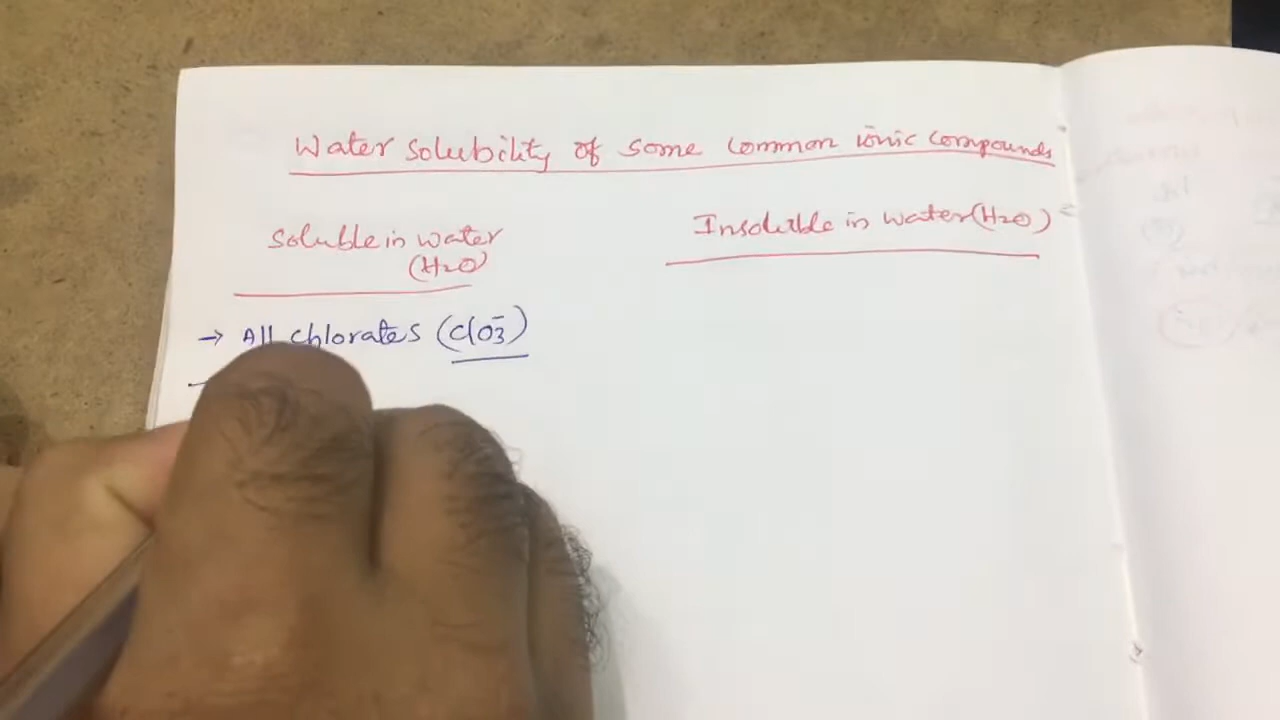 Water solubility of some common ionic compounds
Soluble in water
(H2O)
Insoluble in water (H2O)
→ All chlorates (ClO3-)